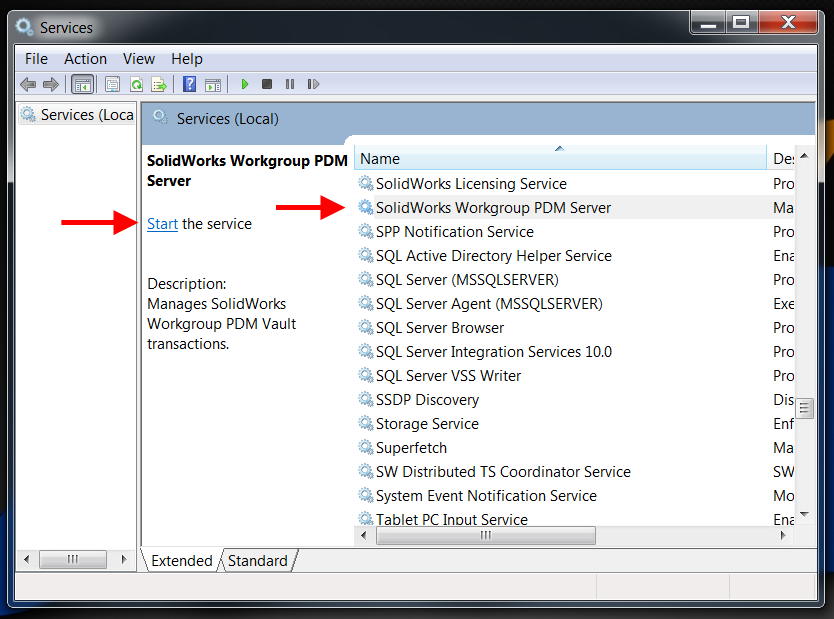 Services
File Action View Help
Services (Loca
Services (Local)
SolidWorks Workgroup PDM
Server
Start the service
Description:
Manages SolidWorks
Workgroup PDM Vault
transactions.
Name Des
SolidWorks Licensing Service Pro
SolidWorks Workgroup PDM Server Ma
SPP Notification Service Pro
SQL Active Directory Helper Service Ena
SQL Server (MSSQLSERVER) Pro
SQL Server Agent (MSSQLSERVER) Exe
SQL Server Browser Pro
SQL Server Integration Services 10.0 Pro
SQL Server VSS Writer Pro
SSDP Discovery Dis
Storage Service Enf
Superfetch Ma
SW Distributed TS Coordinator Service SW
System Event Notification Service Mo
Tablet PC Input Service Ena
Extended Standard